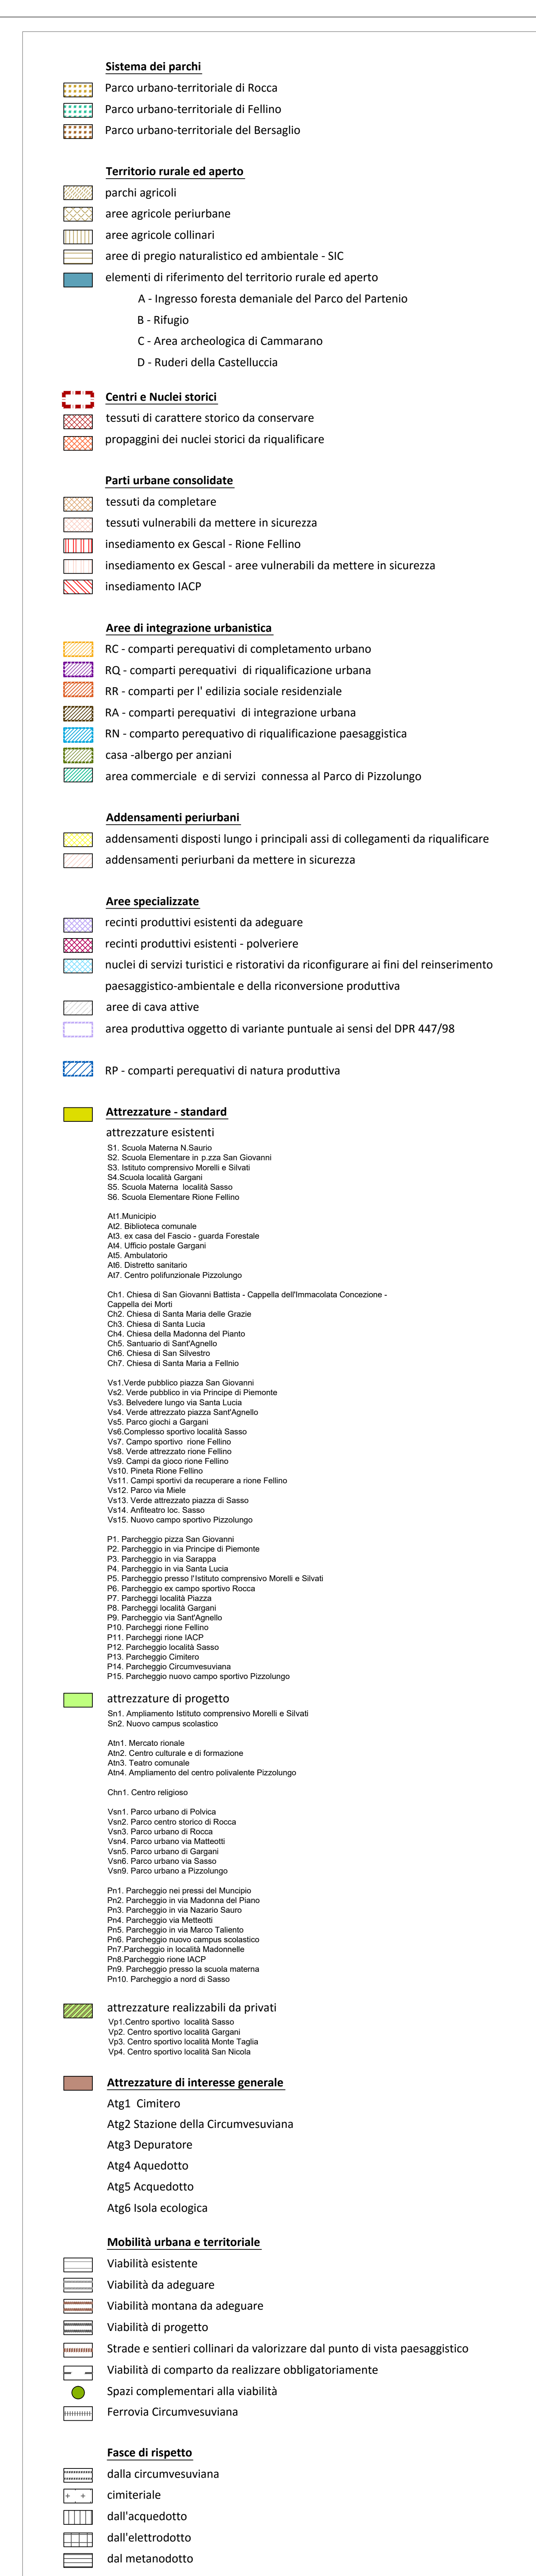 Sistema dei parchi
Parco urbano-territoriale di Rocca
Parco urbano-territoriale di Fellino
Parco urbano-territoriale del Bersaglio
Territorio rurale ed aperto
parchi agricoli
aree agricole periurbane
aree agricole collinari
aree di pregio naturalistico ed ambientale - SIC
elementi di riferimento del territorio rurale ed aperto
A - Ingresso foresta demaniale del Parco del Partenio
B - Rifugio
C - Area archeologica di Cammarano
D - Ruderi della Castelluccia
Centri e Nuclei storici
tessuti di carattere storico da conservare
propaggini dei nuclei storici da riqualificare
Parti urbane consolidate
tessuti da completare
tessuti vulnerabili da mettere in sicurezza
insediamento ex Gescal - Rione Fellino
insediamento ex Gescal - aree vulnerabili da mettere in sicurezza
insediamento IACP
Aree di integrazione urbanistica
RC - comparti perequativi di completamento urbano
RQ - comparti perequativi di riqualificazione urbana
RR - comparti per l' edilizia sociale residenziale
RA - comparti perequativi di integrazione urbana
RN - comparto perequativo di riqualificazione paesaggistica
casa -albergo per anziani
area commerciale e di servizi connessa al Parco di Pizzolungo
Addensamenti periurbani
addensamenti disposti lungo i principali assi di collegamenti da riqualificare
addensamenti periurbani da mettere in sicurezza
Aree specializzate
recinti produttivi esistenti da adeguare
recinti produttivi esistenti - polveriere
nuclei di servizi turistici e ristorativi da riconfigurare ai fini del reinserimento
paesaggistico-ambientale e della riconversione produttiva
aree di cava attive
area produttiva oggetto di variante puntuale ai sensi del DPR 447/98
RP - comparti perequativi di natura produttiva
Attrezzature - standard
attrezzature esistenti
S1. Scuola Materna N.Saurio
S2. Scuola Elementare in p.zza San Giovanni
S3. Istituto comprensivo Morelli e Silvati
S4.Scuola località Gargani
S5. Scuola Materna località Sasso
S6. Scuola Elementare Rione Fellino
At1.Municipio
At2. Biblioteca comunale
At3. ex casa del Fascio - guarda Forestale
At4. Ufficio postale Gargani
At5. Ambulatorio
At6. Distretto sanitario
At7. Centro polifunzionale Pizzolungo
Ch1. Chiesa di San Giovanni Battista - Cappella dell'Immacolata Concezione -
Cappella dei Morti
Ch2. Chiesa di Santa Maria delle Grazie
Ch3. Chiesa di Santa Lucia
Ch4. Chiesa della Madonna del Pianto
Ch5. Santuario di Sant'Agnello
Ch6. Chiesa di San Silvestro
Ch7. Chiesa di Santa Maria a Fellnio
Vs1.Verde pubblico piazza San Giovanni
Vs2. Verde pubblico in via Principe di Piemonte
Vs3. Belvedere lungo via Santa Lucia
Vs4. Verde attrezzato piazza Sant'Agnello
Vs5. Parco giochi a Gargani
Vs6.Complesso sportivo località Sasso
Vs7. Campo sportivo rione Fellino
Vs8. Verde attrezzato rione Fellino
Vs9. Campi da gioco rione Fellino
Vs10. Pineta Rione Fellino
Vs11. Campi sportivi da recuperare a rione Fellino
Vs12. Parco via Miele
Vs13. Verde attrezzato piazza di Sasso
Vs14. Anfiteatro loc. Sasso
Vs15. Nuovo campo sportivo Pizzolungo
P1. Parcheggio pizza San Giovanni
P2. Parcheggio in via Principe di Piemonte
P3. Parcheggio in via Sarappa
P4. Parcheggio in via Santa Lucia
P5. Parcheggio presso l'Istituto comprensivo Morelli e Silvati
P6. Parcheggio ex campo sportivo Rocca
P7. Parcheggi località Piazza
P8. Parcheggi località Gargani
P9. Parcheggio via Sant'Agnello
P10. Parcheggi rione Fellino
P11. Parcheggi rione IACP
P12. Parcheggio località Sasso
P13. Parcheggio Cimitero
P14. Parcheggio Circumvesuviana
P15. Parcheggio nuovo campo sportivo Pizzolungo
attrezzature di progetto
Sn1. Ampliamento Istituto comprensivo Morelli e Silvati
Sn2. Nuovo campus scolastico
Atn1. Mercato rionale
Atn2. Centro culturale e di formazione
Atn3. Teatro comunale
Atn4. Ampliamento del centro polivalente Pizzolungo
Chn1. Centro religioso
Vsn1. Parco urbano di Polvica
Vsn2. Parco centro storico di Rocca
Vsn3. Parco urbano di Rocca
Vsn4. Parco urbano via Matteotti
Vsn5. Parco urbano di Gargani
Vsn6. Parco urbano via Sasso
Vsn9. Parco urbano a Pizzolungo
Pn1. Parcheggio nei pressi del Muncipio
Pn2. Parcheggio in via Madonna del Piano
Pn3. Parcheggio in via Nazario Sauro
Pn4. Parcheggio via Metteotti
Pn5. Parcheggio in via Marco Taliento
Pn6. Parcheggio nuovo campus scolastico
Pn7.Parcheggio in località Madonnelle
Pn8.Parcheggio rione IACP
Pn9. Parcheggio presso la scuola materna
Pn10. Parcheggio a nord di Sasso
attrezzature realizzabili da privati
Vp1.Centro sportivo località Sasso
Vp2. Centro sportivo località Gargani
Vp3. Centro sportivo località Monte Taglia
Vp4. Centro sportivo località San Nicola
Attrezzature di interesse generale
Atg1 Cimitero
Atg2 Stazione della Circumvesuviana
Atg3 Depuratore
Atg4 Aquedotto
Atg5 Acquedotto
Atg6 Isola ecologica
Mobilità urbana e territoriale
Viabilità esistente
Viabilità da adeguare
Viabilità montana da adeguare
Viabilità di progetto
Strade e sentieri collinari da valorizzare dal punto di vista paesaggistico
Viabilità di comparto da realizzare obbligatoriamente
Spazi complementari alla viabilità
Ferrovia Circumvesuviana
Fasce di rispetto
dalla circumvesuviana
cimiteriale
dall'acquedotto
dall'elettrodotto
dal metanodotto